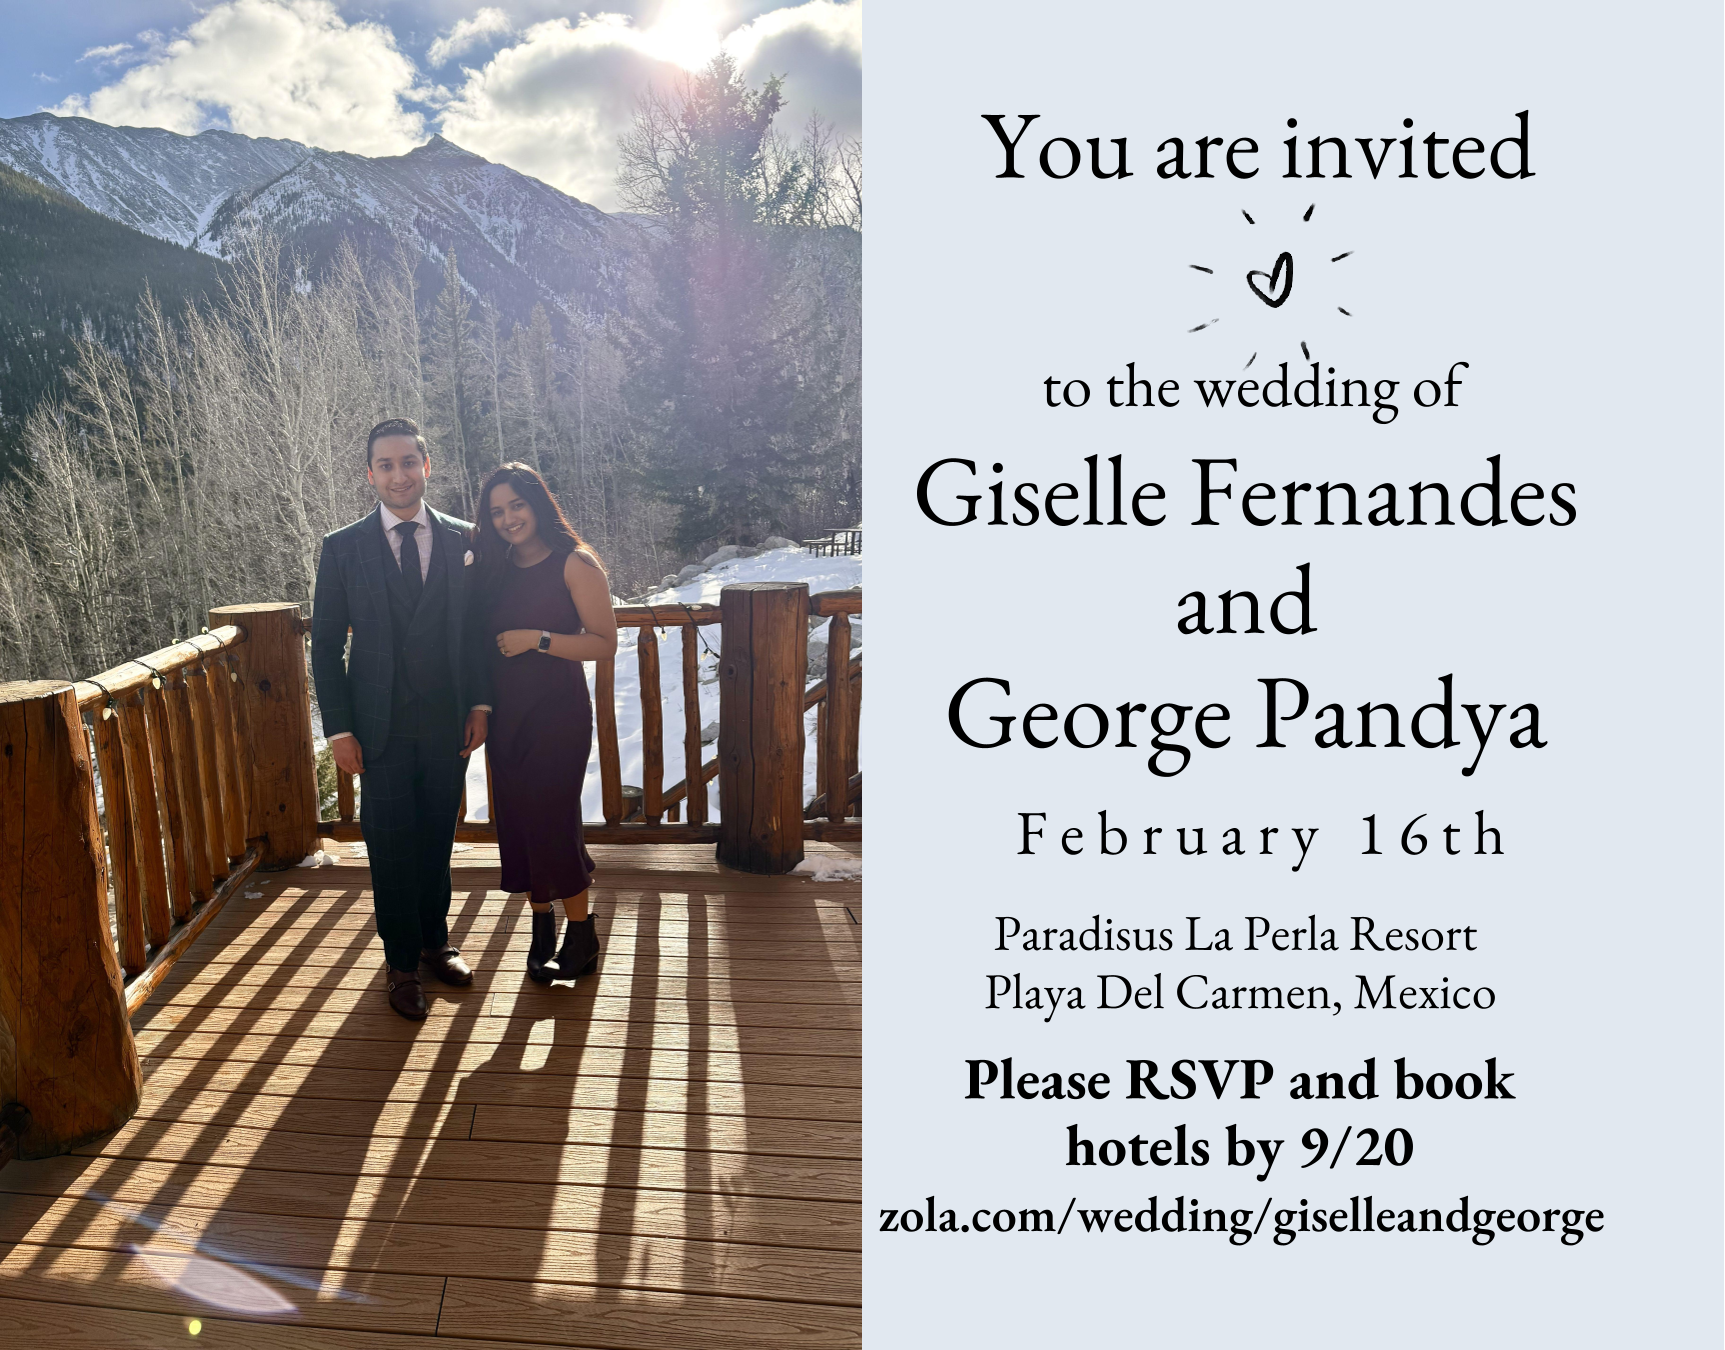 You are invited
to the wedding of
Giselle Fernandes
and
George Pandya
February 16th
Paradisus La Perla Resort
Playa Del Carmen, Mexico
Please RSVP and book
hotels by 9/20
zola.com/wedding/giselleandgeorge